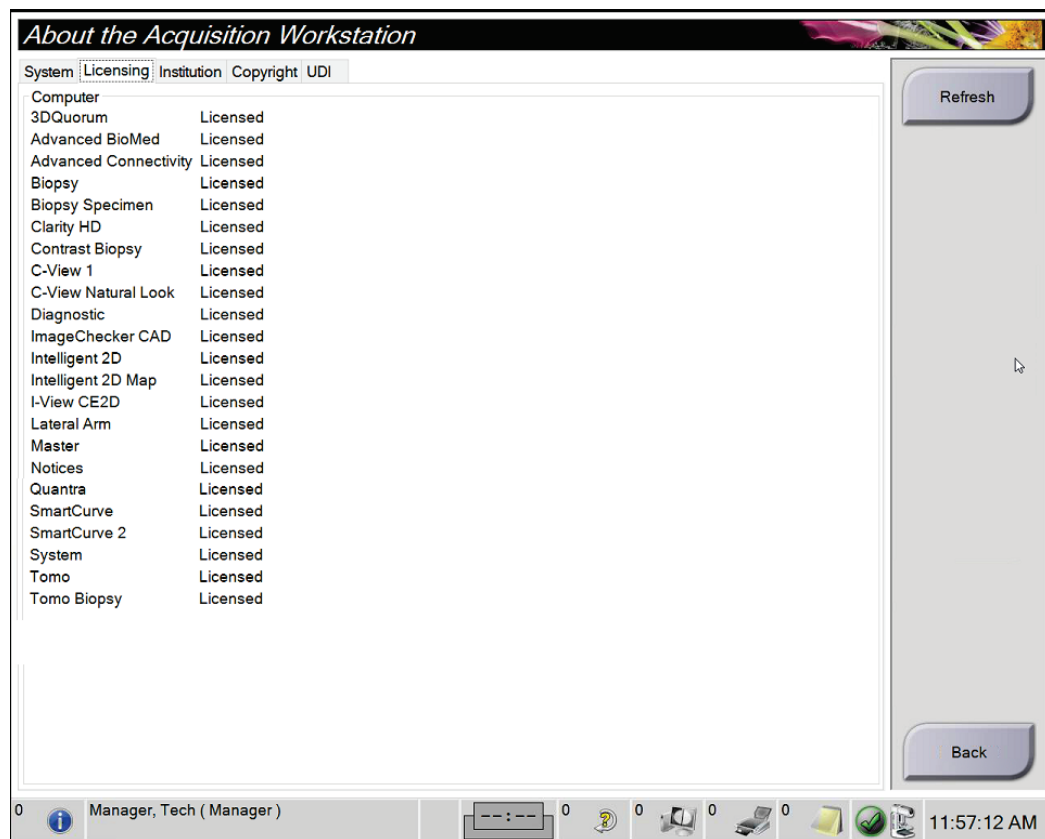 About the Acquisition Workstation
System Licensing Institution Copyright UDI
Refresh
Computer
3DQuorum Licensed
Advanced BioMed Licensed
Advanced Connectivity Licensed
Biopsy Licensed
Biopsy Specimen Licensed
Clarity HD Licensed
Contrast Biopsy Licensed
C-View 1 Licensed
C-View Natural Look Licensed
Diagnostic Licensed
ImageChecker CAD Licensed
Intelligent 2D Licensed
Intelligent 2D Map Licensed
I-View CE2D Licensed
Lateral Arm Licensed
Master Licensed
Notices Licensed
Quantra Licensed
SmartCurve Licensed
SmartCurve 2 Licensed
System Licensed
Tomo Licensed
Tomo Biopsy Licensed
Back
0 Manager, Tech ( Manager ) --:-- 0 0 0 0 11:57:12 AM